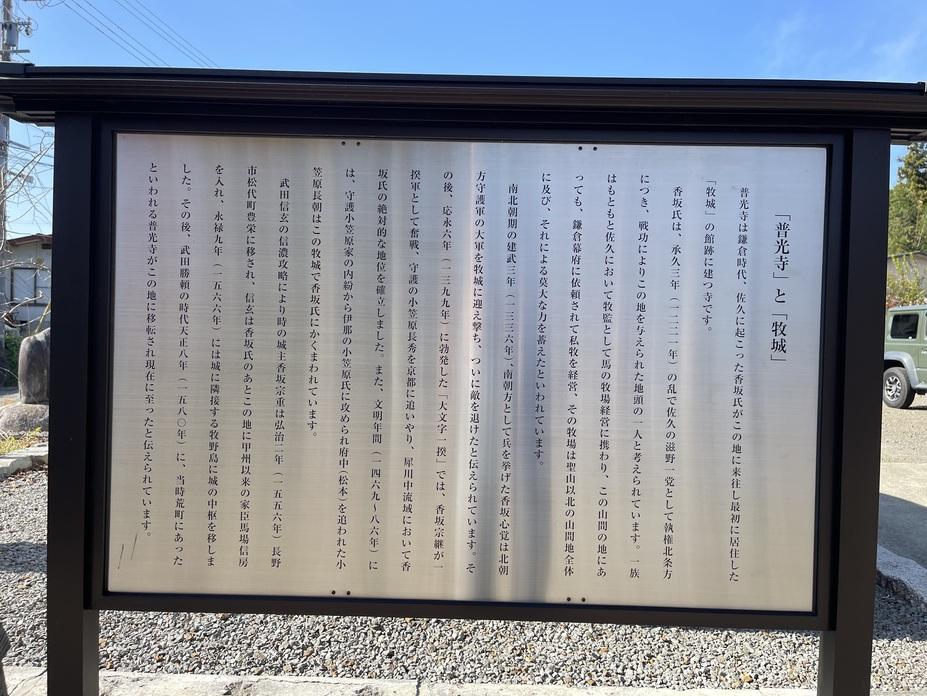 「普光寺」と「牧城」
普光寺は鎌倉時代、佐久に起こった香坂氏がこの地に来往し最初に居住した
「牧城」の館跡に建つ寺です。
香坂氏は、承久三年（一二二一年）の乱で佐久の滋野一党として執権北条方
につき、戦功によりこの地を与えられた地頭の一人と考えられています。一族
はもともと佐久において牧監として馬の牧場経営に携わり、この山間の地にあ
っても、鎌倉幕府に依頼されて私牧を経営、その牧場は聖山以北の山間地全体
に及び、それによる莫大な力を蓄えたといわれています。
南北朝期の建武三年（一三三六年）、南朝方として兵を挙げた香坂心覚は北朝
方守護軍の大軍を牧城に迎え撃ち、ついに敵を退けたと伝えられています。そ
の後、応永六年（一三九九年）に勃発した「大文字一揆」では、香坂宗継が一
揆軍として奮戦、守護の小笠原長秀を京都に追いやり、犀川中流域において香
坂氏の絶対的な地位を確立しました。また、文明年間（一四六九～八六年）に
は、守護小笠原家の内紛から伊那の小笠原氏に攻められ府中（松本）を追われた小
笠原長朝はこの牧城で香坂氏にかくまわれています。
武田信玄の信濃攻略により時の城主香坂宗重は弘治二年（一五五六年）長野
市松代町豊栄に移され、信玄は香坂氏のあとこの地に甲州以来の家臣馬場信房
を入れ、永禄九年（一五六六年）には城に隣接する牧野島に城の中枢を移しま
した。その後、武田勝頼の時代天正八年（一五八〇年）に、当時荒町にあった
といわれる普光寺がこの地に移転され現在に至ったと伝えられています。